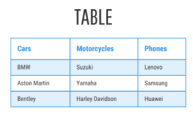 TABLE
Cars Motorcycles Phones
BMW Suzuki Lenovo
Aston Martin Yamaha Samsung
Bentley Harley Davidson Huawei